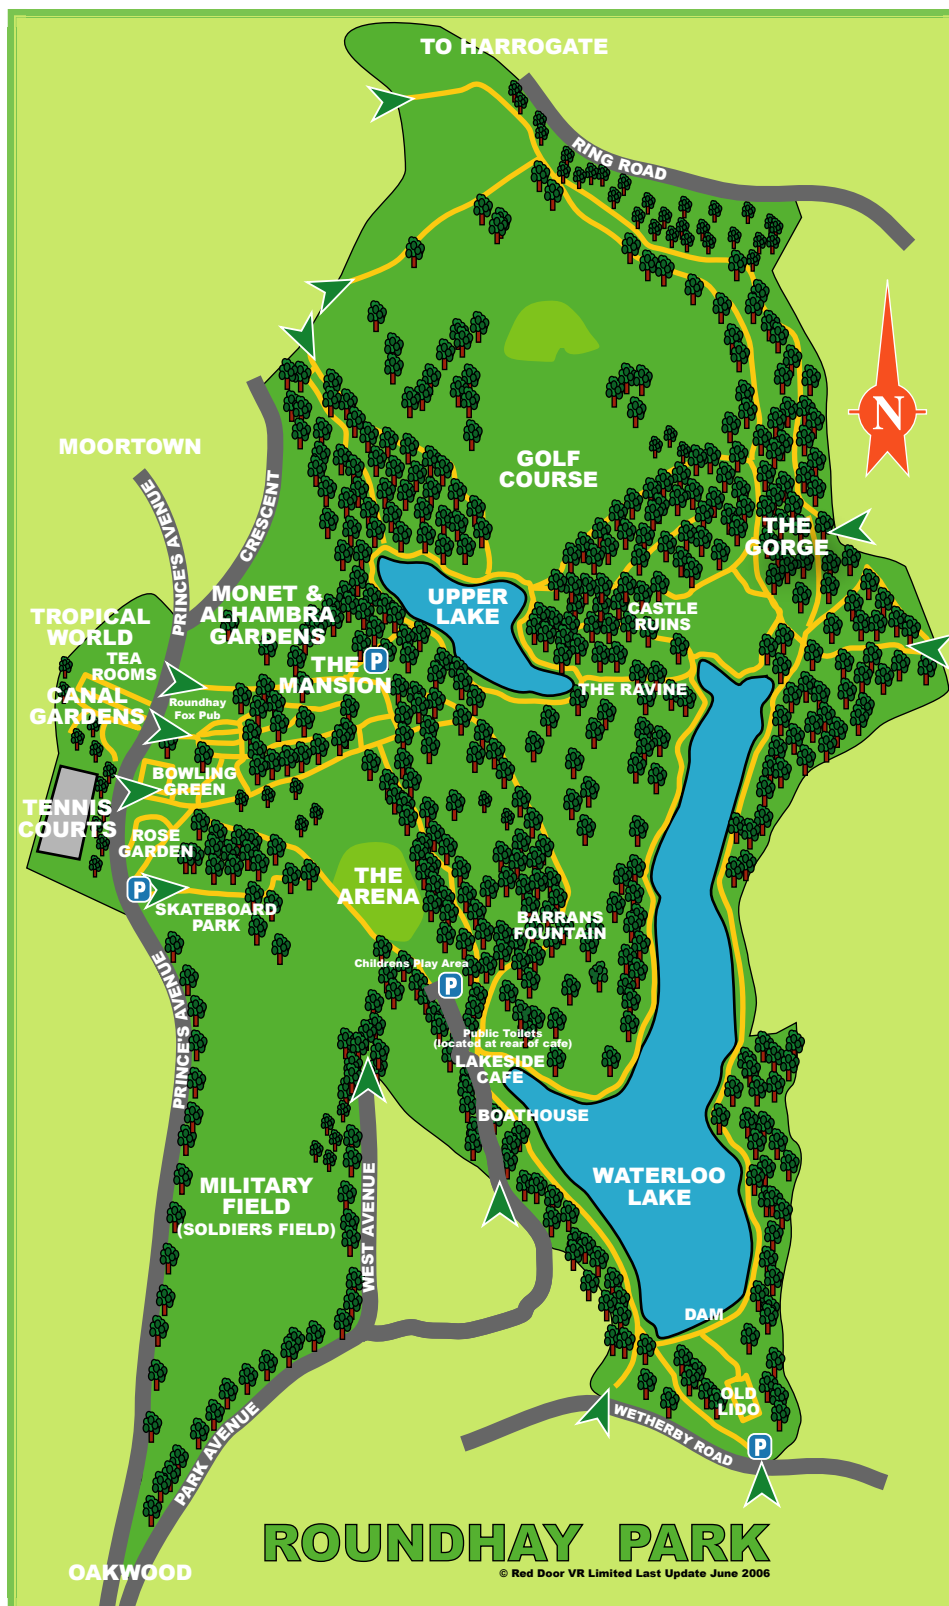 TO HARROGATE
RING ROAD
N
MOORTOWN
PRINCE'S AVENUE
CRESCENT
GOLF
COURSE
THE
GORGE
MONET &
ALHAMBRA
GARDENS
UPPER
LAKE
CASTLE
RUINS
TROPICAL
WORLD
TEA
ROOMS
THE
MANSION
P
THE RAVINE
CANAL
GARDENS
Roundhay
Fox Pub
BOWLING
GREEN
TENNIS
COURTS
ROSE
GARDEN
THE
ARENA
P
SKATEBOARD
PARK
BARRANS
FOUNTAIN
Childrens Play Area
P
PRINCE'S AVENUE
Public Toilets
(located at rear of cafe)
LAKESIDE
CAFE
BOATHOUSE
WATERLOO
LAKE
MILITARY
FIELD
(SOLDIERS FIELD)
WEST AVENUE
DAM
OLD
LIDO
WETHERBY ROAD
P
PARK AVENUE
ROUNDHAY PARK
© Red Door VR Limited Last Update June 2006
OAKWOOD